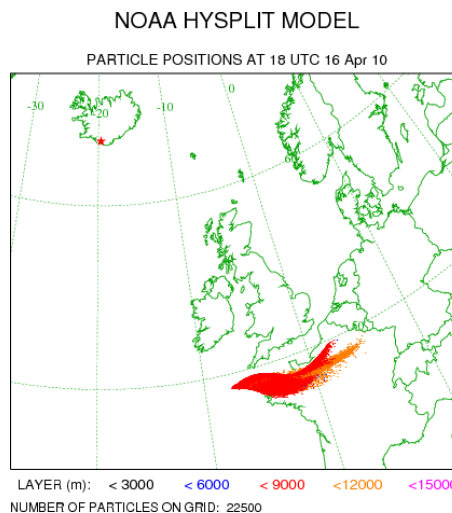 NOAA HYSPLIT MODEL
PARTICLE POSITIONS AT 18 UTC 16 Apr 10
-30
-20
-10
0
LAYER (m): < 3000 < 6000 < 9000 <12000 <15000
NUMBER OF PARTICLES ON GRID: 22500